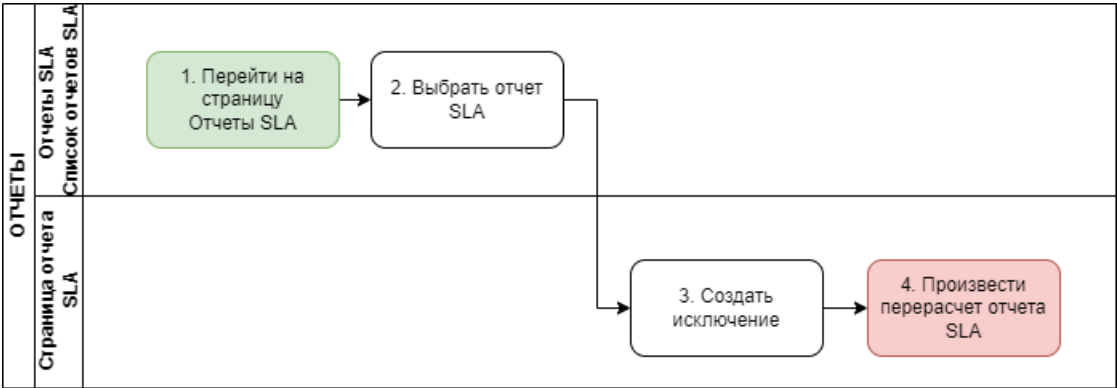 ОТЧЕТЫ
Отчеты SLA
Список отчетов SLA
1. Перейти на
страницу
Отчеты SLA
2. Выбрать отчет
SLA
Страница отчета
SLA
3. Создать
исключение
4. Произвести
перерасчет отчета
SLA